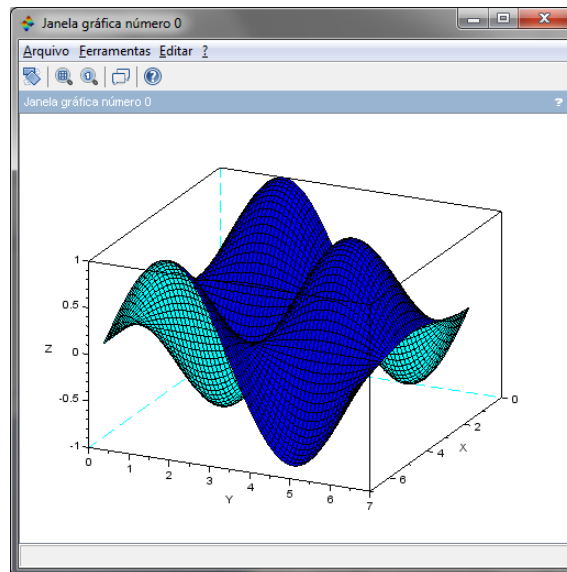 Janela gráfica número 0
Arquivo Ferramentas Editar ?
Janela gráfica número 0 ?
1
0.5
0
-0.5
-1
Z
0 1 2 3 4 5 6 7
Y
0
2
4
6
X